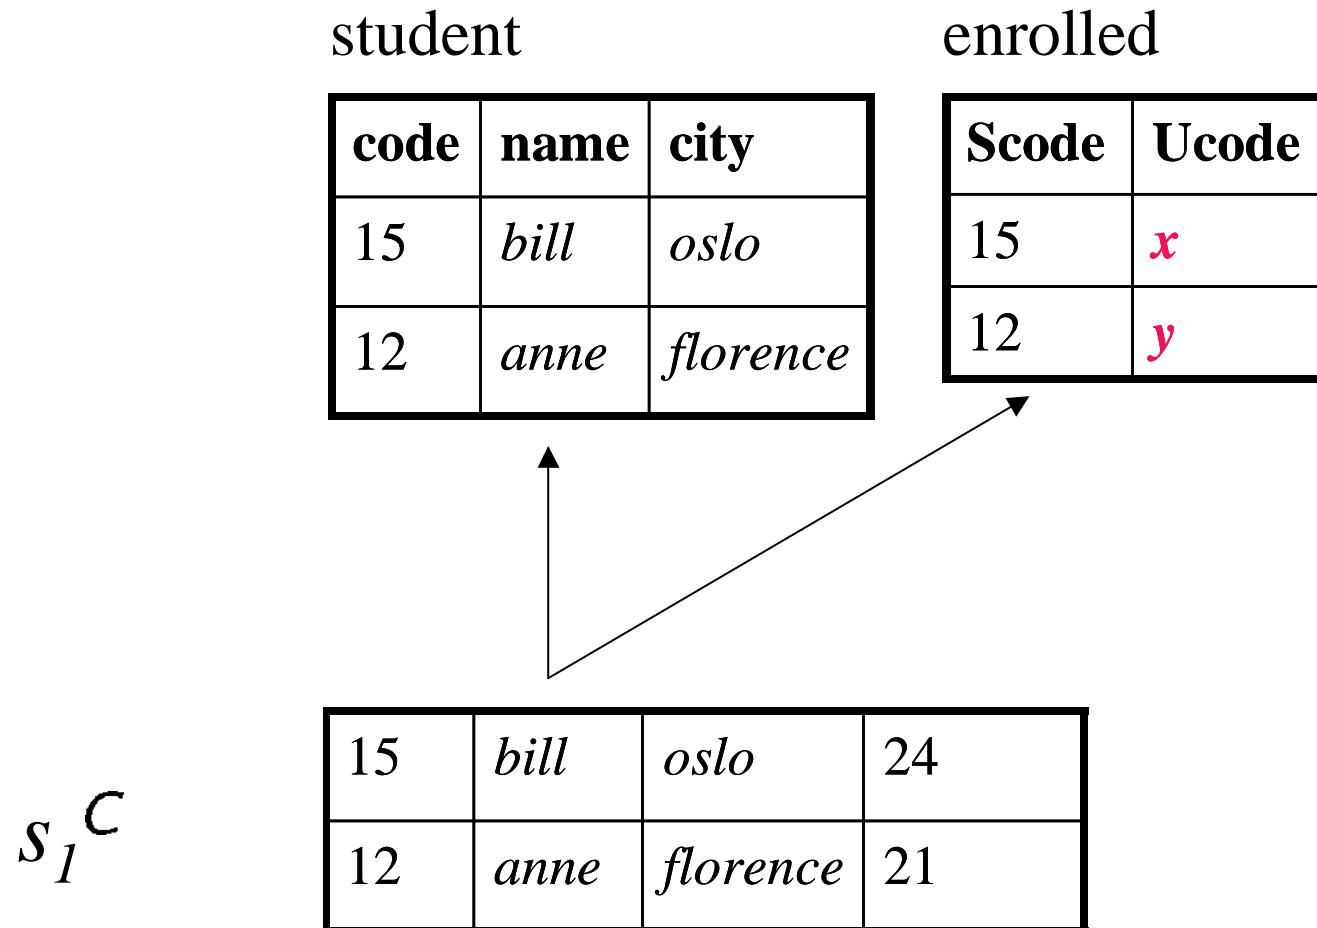 student
code name city
15 bill oslo
12 anne florence
enrolled
Scode Ucode
15 x
12 y
s1C
15 bill oslo 24
12 anne florence 21